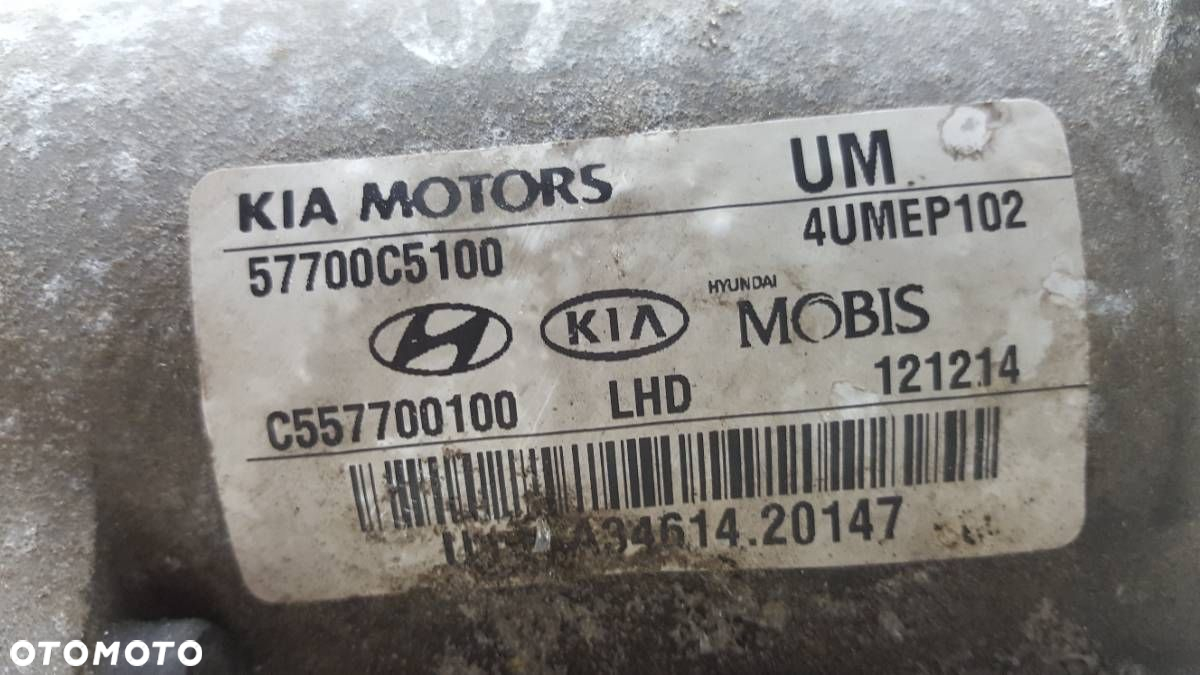 KIA MOTORS UM
57700C5100 4UMEP102
KIA HYUNDAI MOBIS
C557700100 LHD 121214
A34614.20147
OTOMOTO